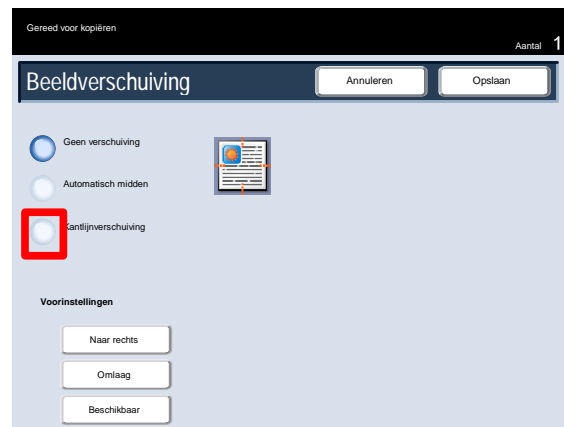 Gereed voor kopiëren
Aantal 1
Beeldverschuiving
Annuleren
Opslaan
Geen verschuiving
Automatisch midden
Kantlijnverschuiving
Voorinstellingen
Naar rechts
Omlaag
Beschikbaar